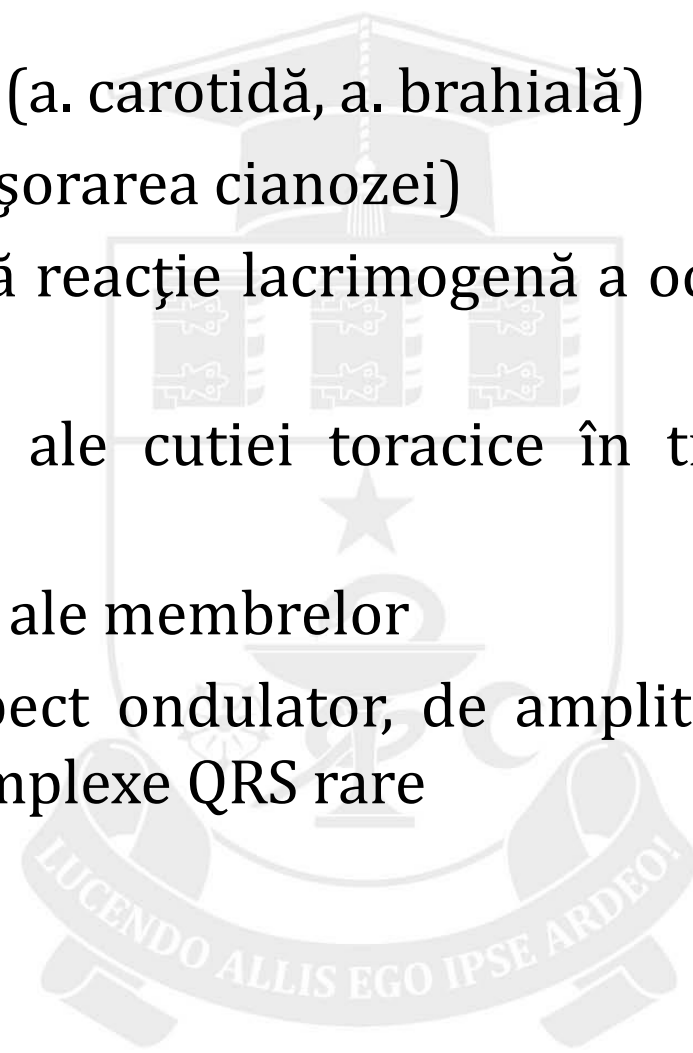 (a. carotidă, a. brahială)
şorarea cianozei)
ă reacţie lacrimogenă a oc
ale cutiei toracice în t
ale membrelor
pect ondulator, de amplit
mplexe QRS rare
LUCENDO ALLIS EGO IPSE ARDEO!